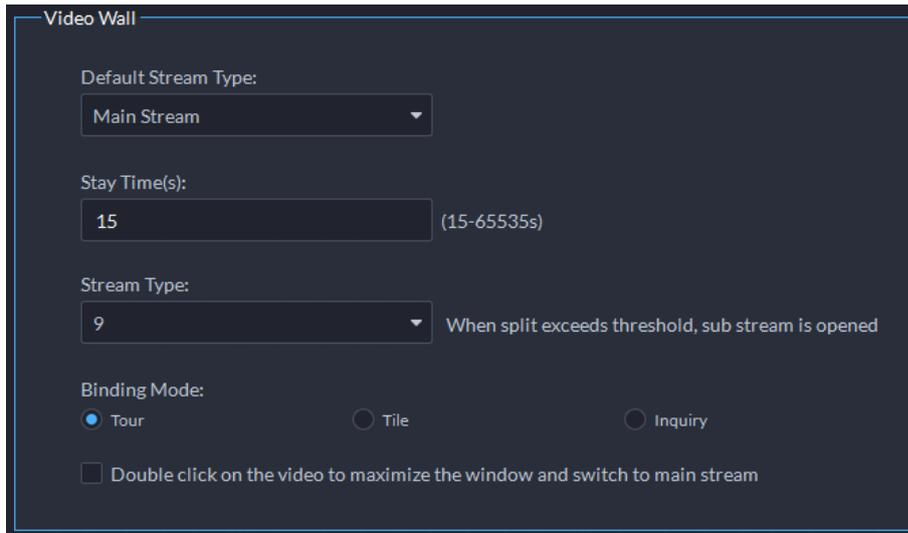 Video Wall
Default Stream Type:
Main Stream
Stay Time(s):
15 (15-65535s)
Stream Type:
9 When split exceeds threshold, sub stream is opened
Binding Mode:
Tour Tile Inquiry
Double click on the video to maximize the window and switch to main stream